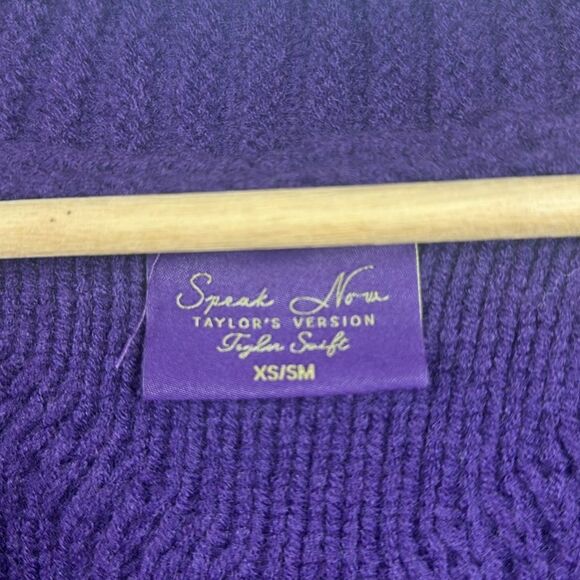 Speak Now
TAYLOR'S VERSION
Taylor Swift
XS/SM